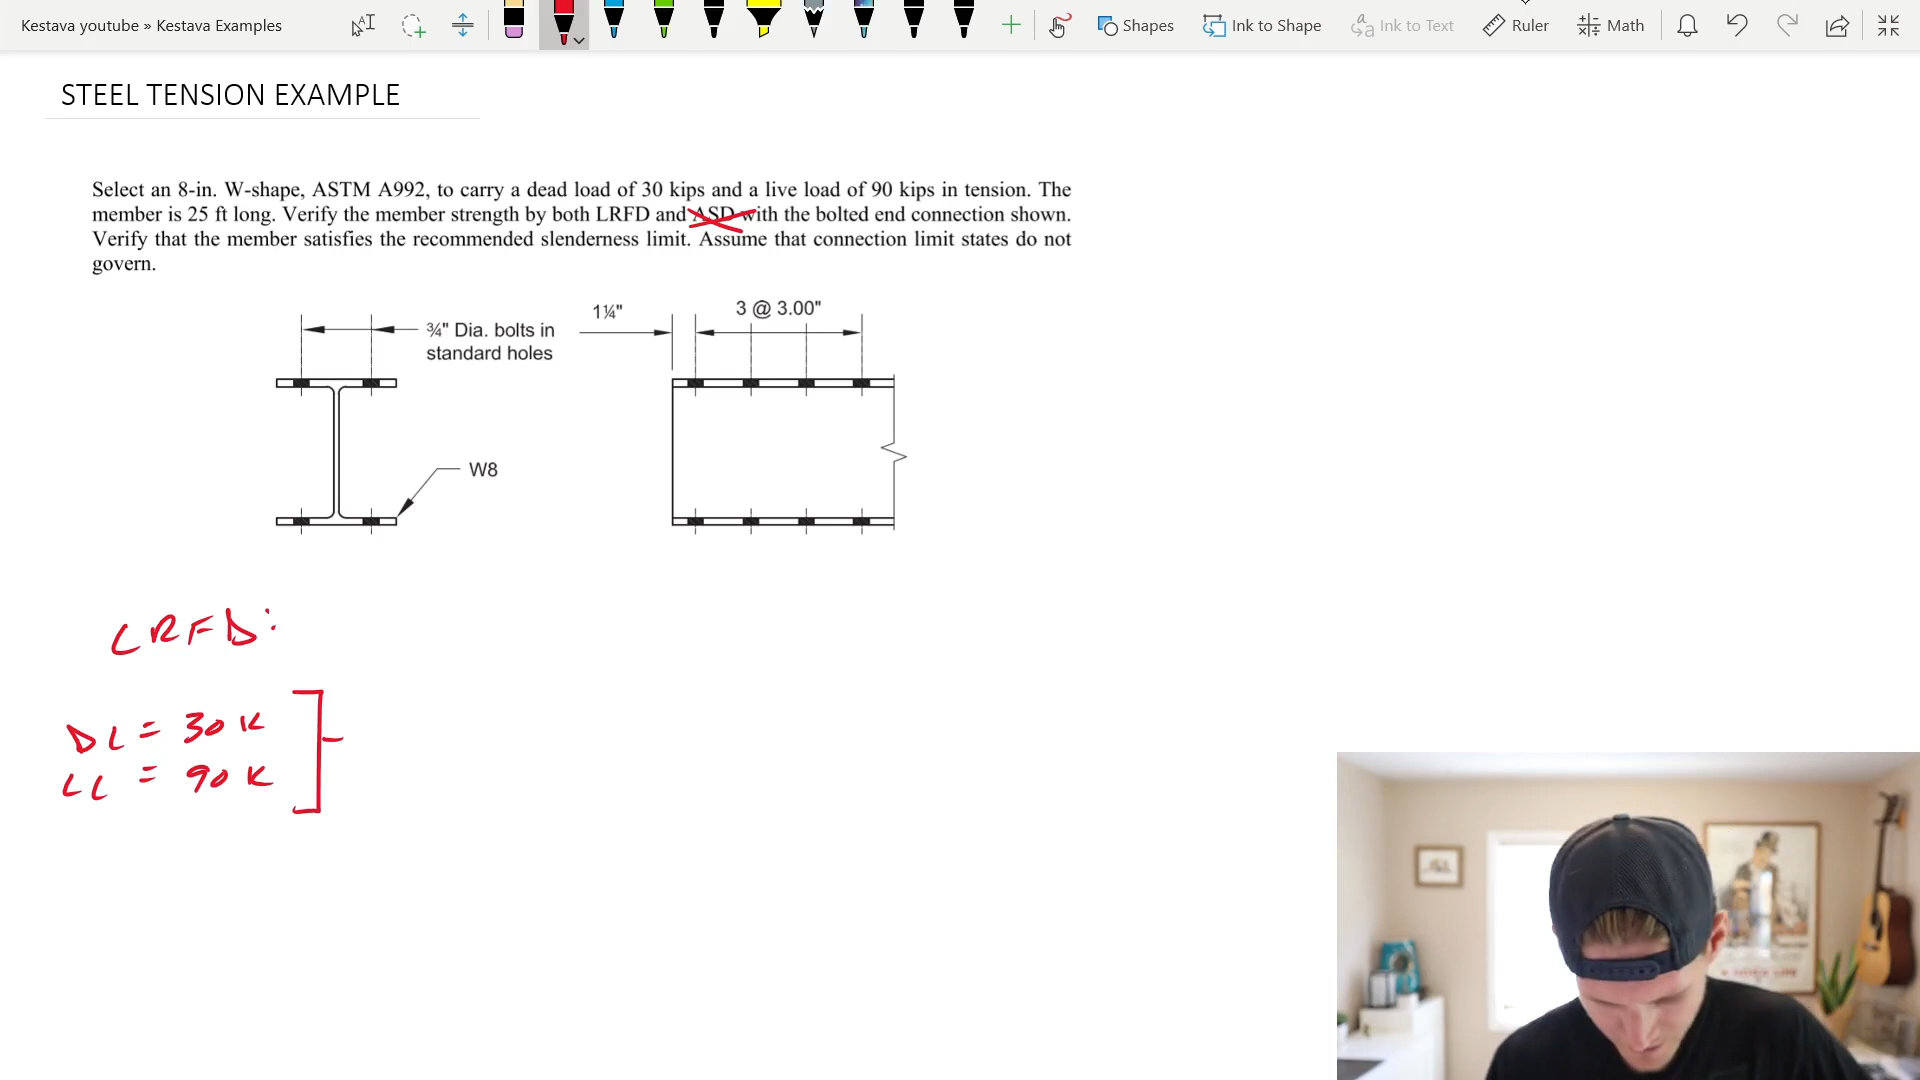 Kestava youtube » Kestava Examples
Shapes
Ink to Shape
Ink to Text
Ruler
Math
STEEL TENSION EXAMPLE
Select an 8-in. W-shape, ASTM A992, to carry a dead load of 30 kips and a live load of 90 kips in tension. The
member is 25 ft long. Verify the member strength by both LRFD and ASD with the bolted end connection shown.
Verify that the member satisfies the recommended slenderness limit. Assume that connection limit states do not
govern.
1¼"
3 @ 3.00"
¾" Dia. bolts in
standard holes
W8
LRFD:
DL = 30 K
LL = 90 K